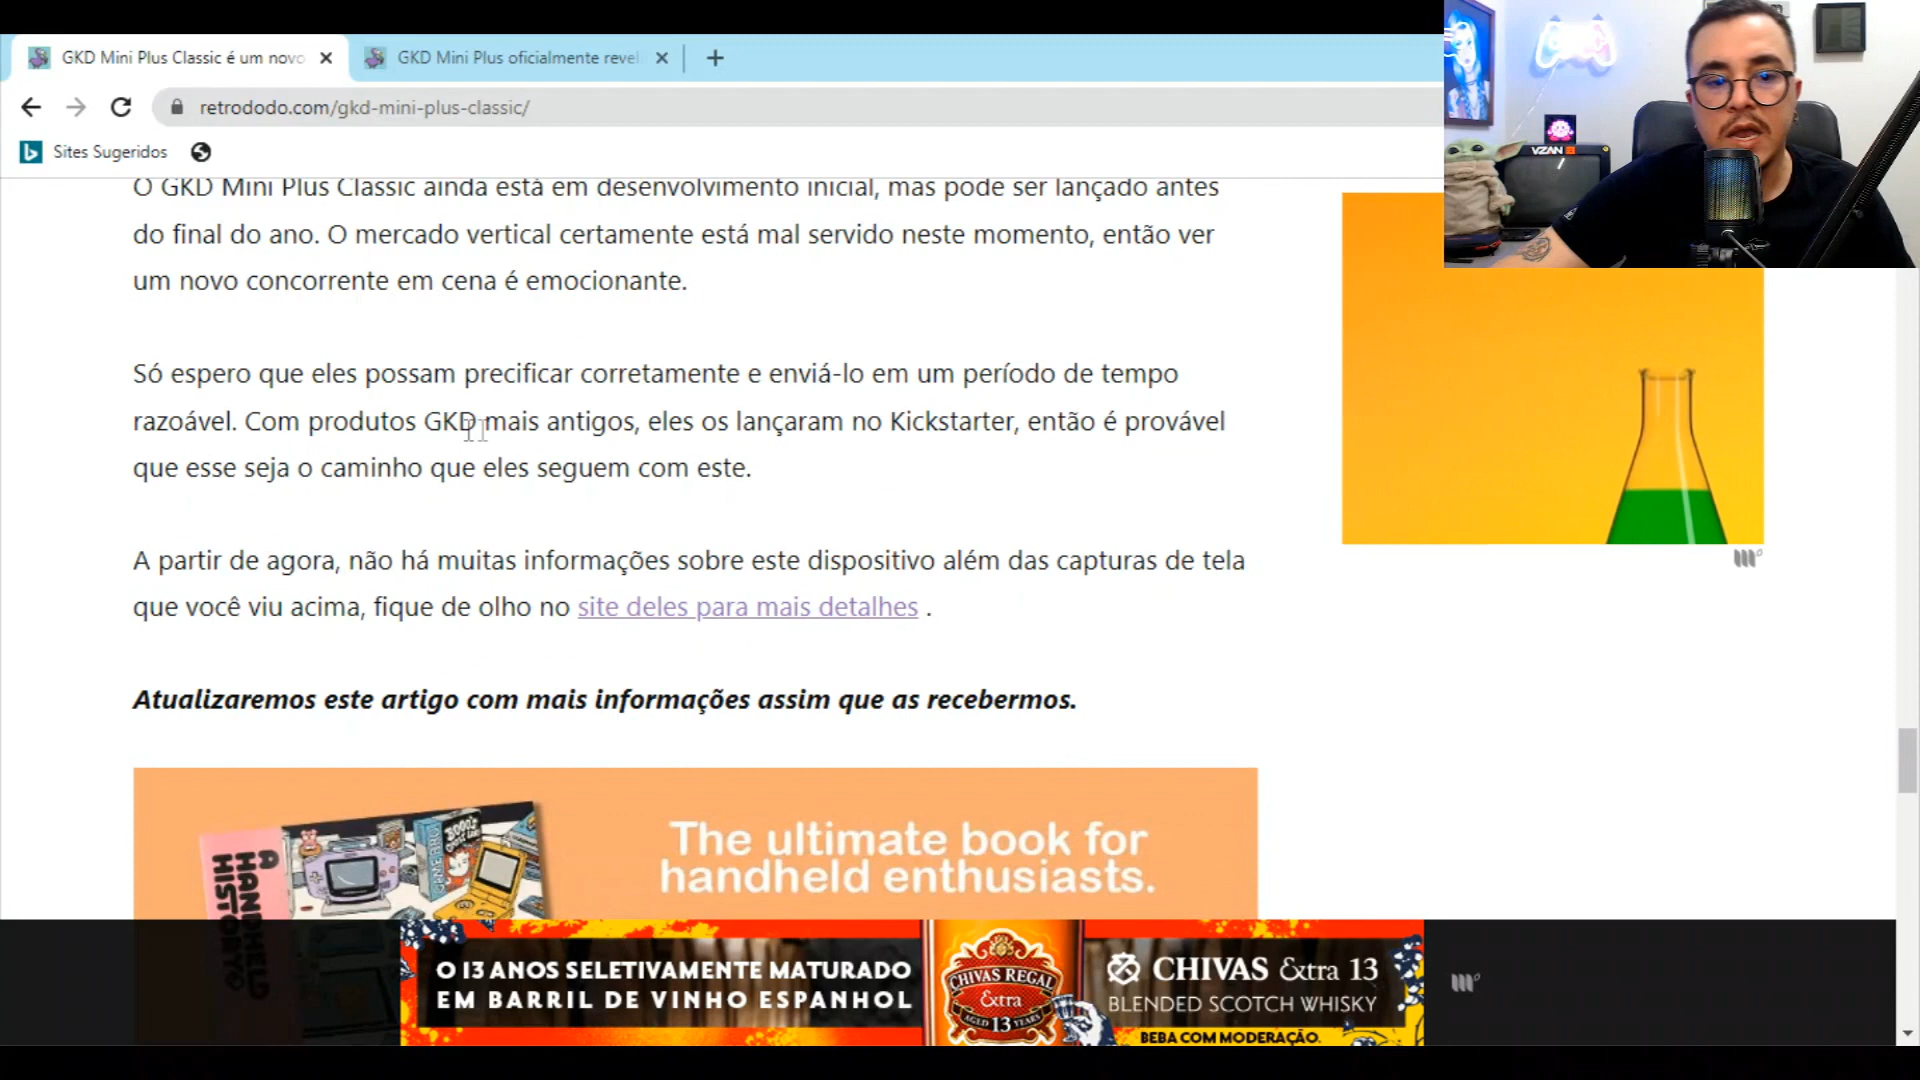 GKD Mini Plus Classic é um novo
GKD Mini Plus oficialmente revel
retrododo.com/gkd-mini-plus-classic/
Sites Sugeridos
VZAN
O GKD Mini Plus Classic ainda está em desenvolvimento inicial, mas pode ser lançado antes
do final do ano. O mercado vertical certamente está mal servido neste momento, então ver
um novo concorrente em cena é emocionante.
Só espero que eles possam precificar corretamente e enviá-lo em um período de tempo
razoável. Com produtos GKD mais antigos, eles os lançaram no Kickstarter, então é provável
que esse seja o caminho que eles seguem com este.
A partir de agora, não há muitas informações sobre este dispositivo além das capturas de tela
que você viu acima, fique de olho no site deles para mais detalhes .
Atualizaremos este artigo com mais informações assim que as recebermos.
A HANDHELD
HISTORY
The ultimate book for
handheld enthusiasts.
O 13 ANOS SELETIVAMENTE MATURADO
EM BARRIL DE VINHO ESPANHOL
CHIVAS REGAL
Extra
AGED 13 YEARS
CHIVAS Extra 13
BLENDED SCOTCH WHISKY
BEBA COM MODERAÇÃO.